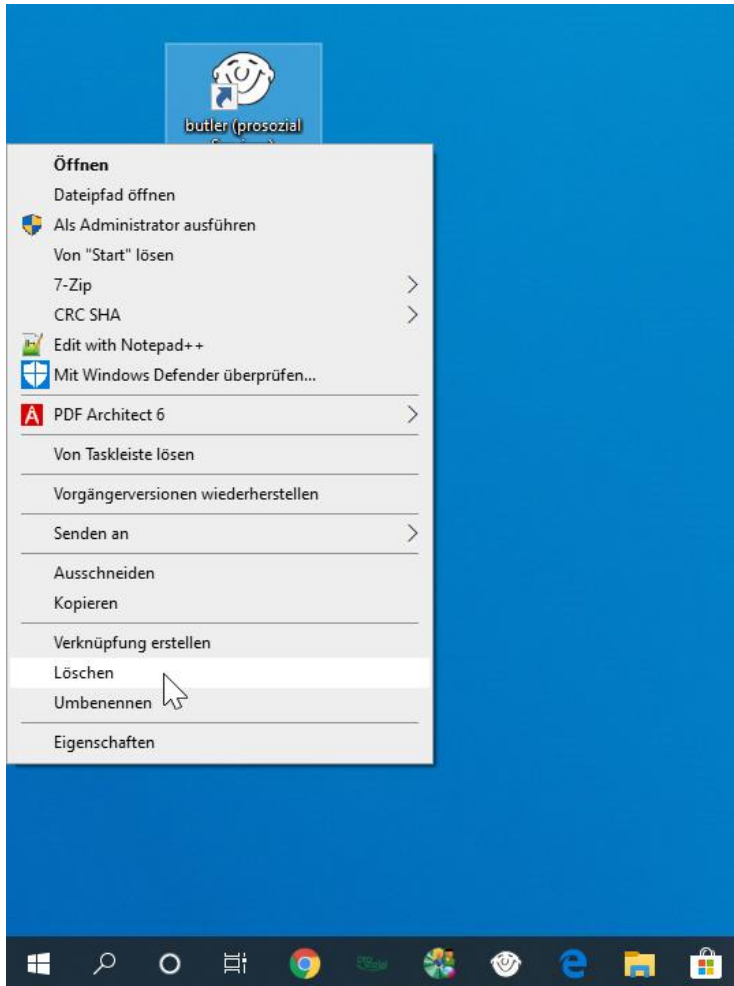 butler (prosozial
Öffnen
Dateipfad öffnen
Als Administrator ausführen
Von "Start" lösen
7-Zip
CRC SHA
Edit with Notepad++
Mit Windows Defender überprüfen...
PDF Architect 6
Von Taskleiste lösen
Vorgängerversionen wiederherstellen
Senden an
Ausschneiden
Kopieren
Verknüpfung erstellen
Löschen
Umbenennen
Eigenschaften